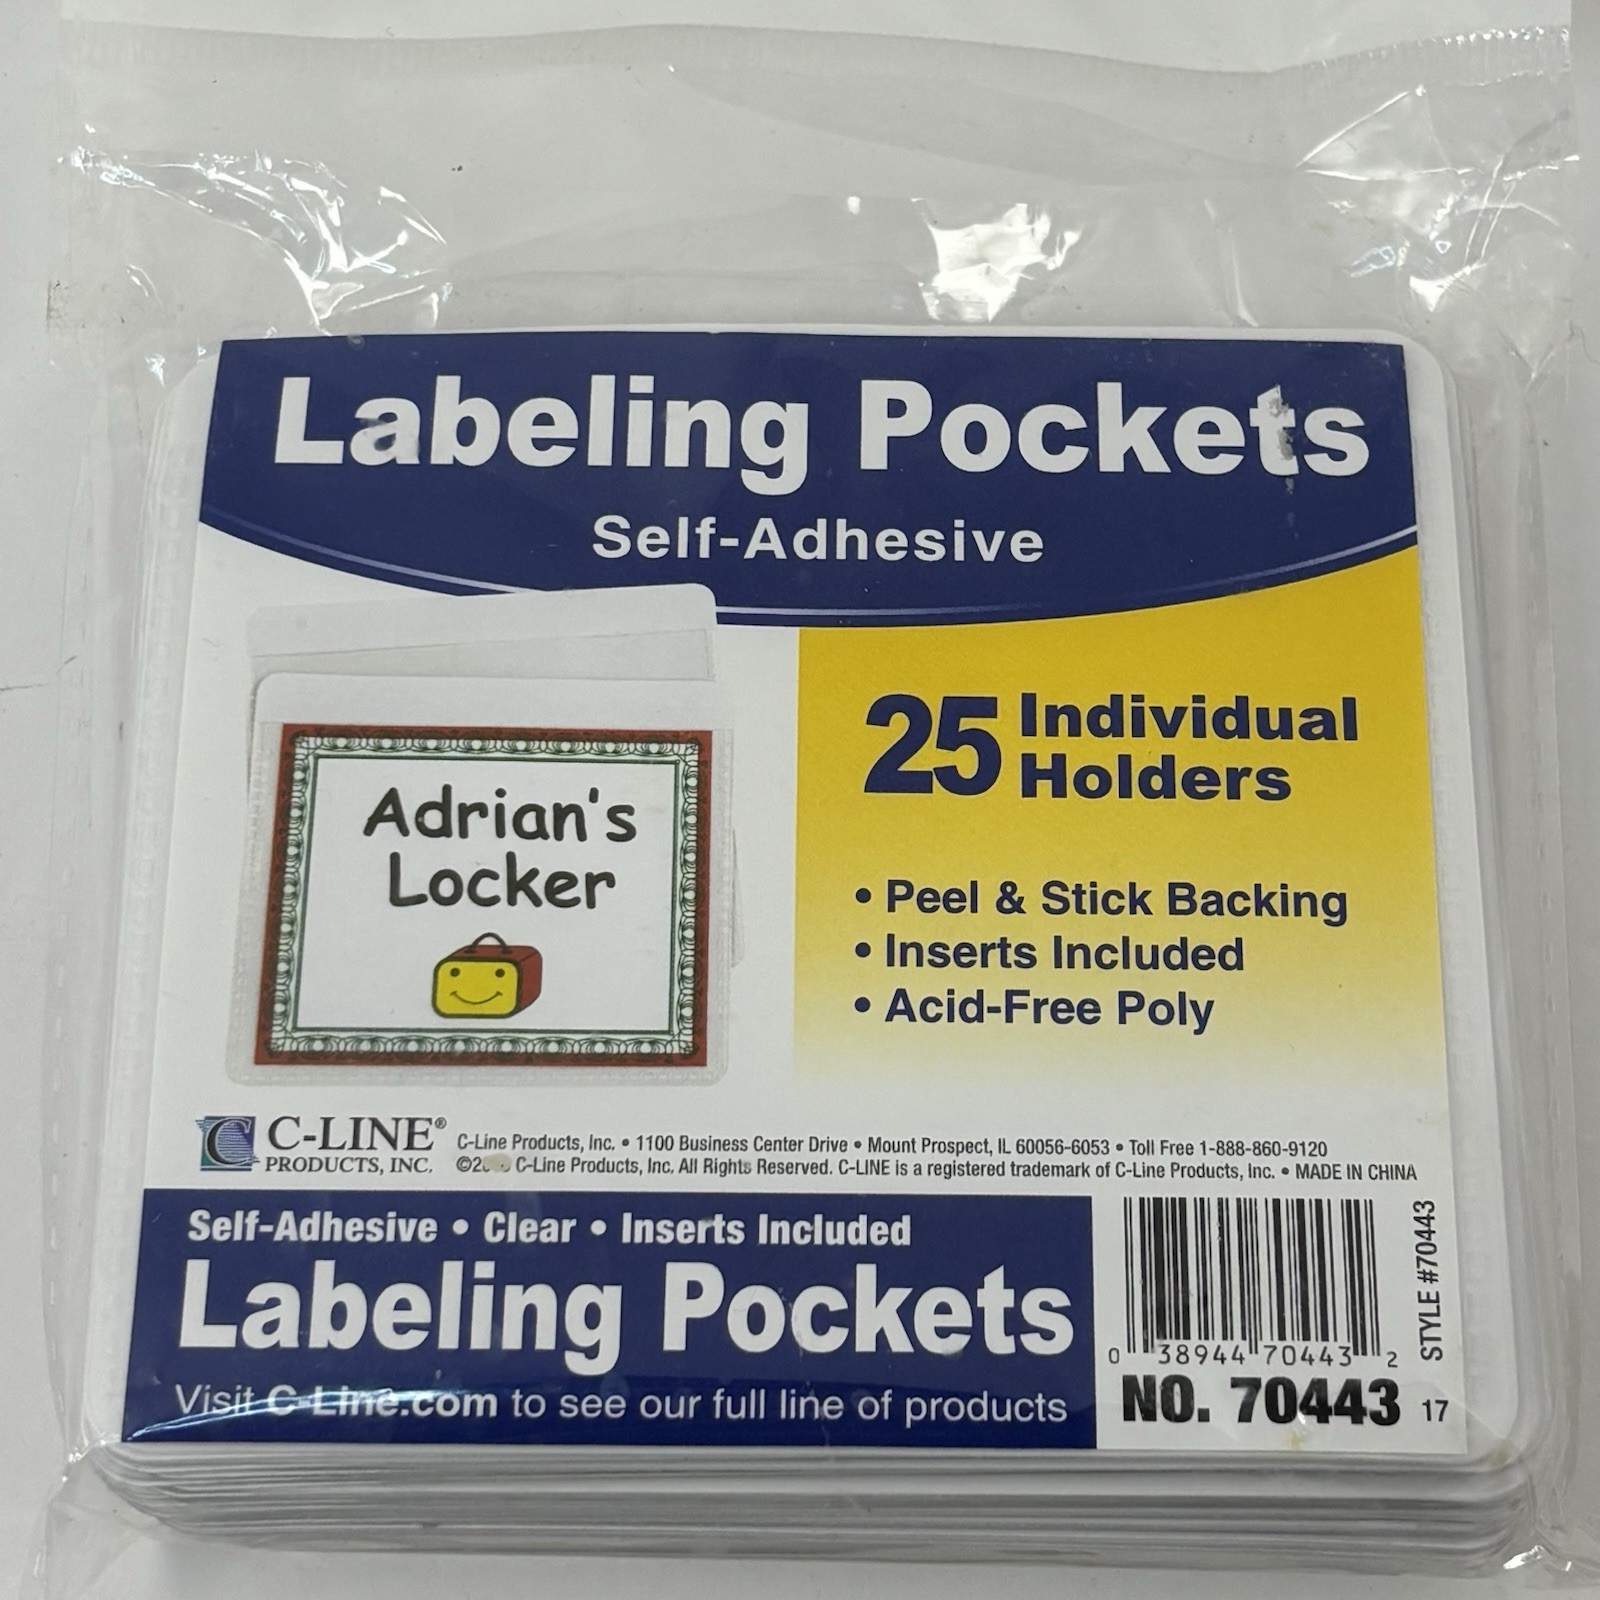 Labeling Pockets
Self-Adhesive
25 Individual
Holders
• Peel & Stick Backing
• Inserts Included
• Acid-Free Poly
Adrian's
Locker
C-LINE®
PRODUCTS, INC.
C-Line Products, Inc. • 1100 Business Center Drive • Mount Prospect, IL 60056-6053 • Toll Free 1-888-860-9120
C-Line Products, Inc. All Rights Reserved. C-LINE is a registered trademark of C-Line Products, Inc. • MADE IN CHINA
Self-Adhesive • Clear • Inserts Included
Labeling Pockets
Visit C-Line.com to see our full line of products
0 38944 70443 2
STYLE #70443
NO. 70443 17